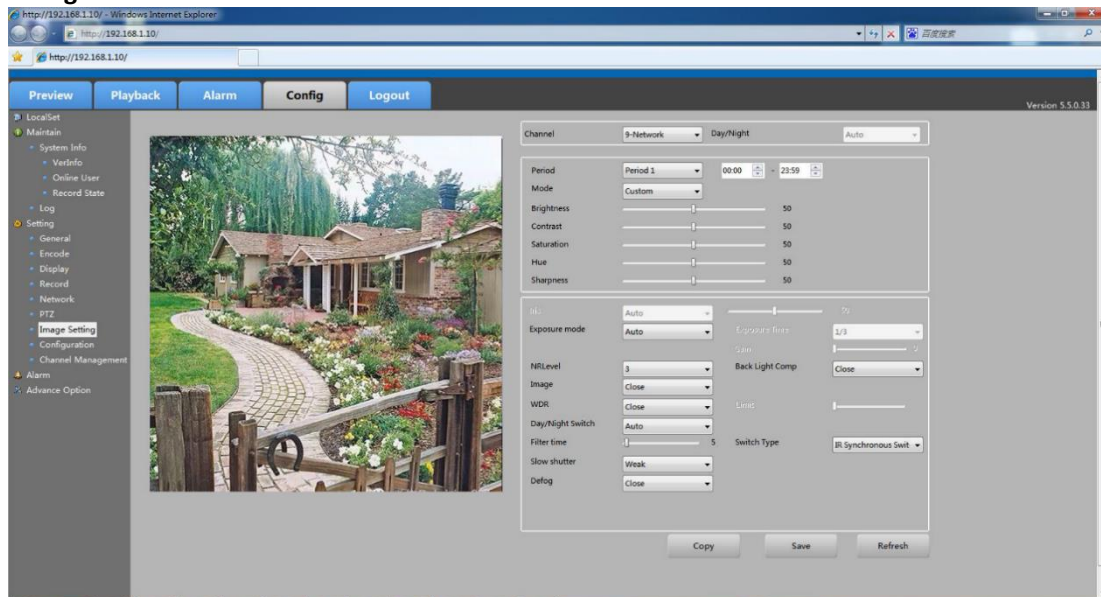 http://192.168.1.10/ - Windows Internet Explorer
http://192.168.1.10/
百度搜索
http://192.168.1.10/
Preview Playback Alarm Config Logout
Version 5.5.0.33
LocalSet
Maintain
System Info
VerInfo
Online User
Record State
Log
Setting
General
Encode
Display
Record
Network
PTZ
Image Setting
Configuration
Channel Management
Alarm
Advance Option
Channel 9-Network Day/Night Auto
Period Period 1 00:00 - 23:59
Mode Custom
Brightness 50
Contrast 50
Saturation 50
Hue 50
Sharpness 50
Auto 50
Exposure mode Auto Exposure Time 1/3
Gain 0
NRLevel 3 Back Light Comp Close
Image Close
WDR Close Limit
Day/Night Switch Auto
Filter time 5 Switch Type IR Synchronous Swit
Slow shutter Weak
Defog Close
Copy Save Refresh